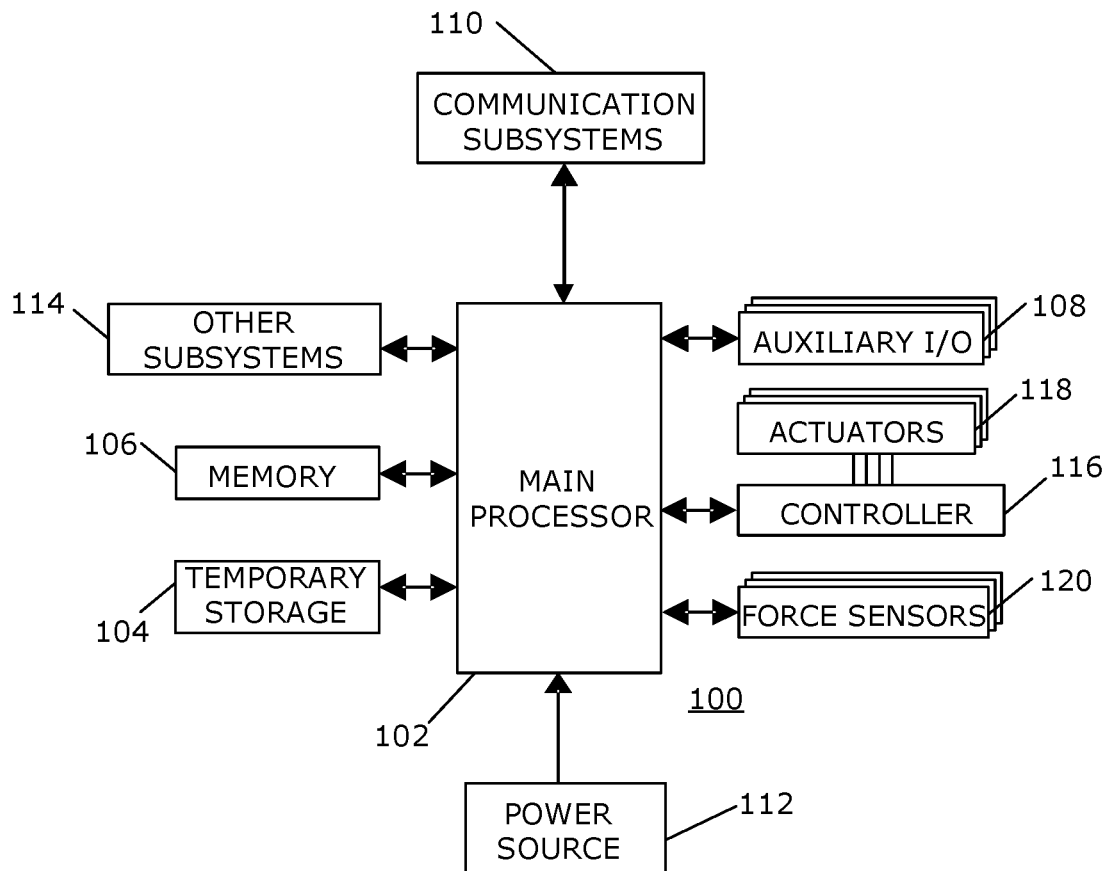 110
COMMUNICATION
SUBSYSTEMS
114
OTHER
SUBSYSTEMS
AUXILIARY I/O
108
ACTUATORS
118
106
MEMORY
MAIN
PROCESSOR
CONTROLLER
116
TEMPORARY
STORAGE
104
FORCE SENSORS
120
102
100
POWER
SOURCE
112